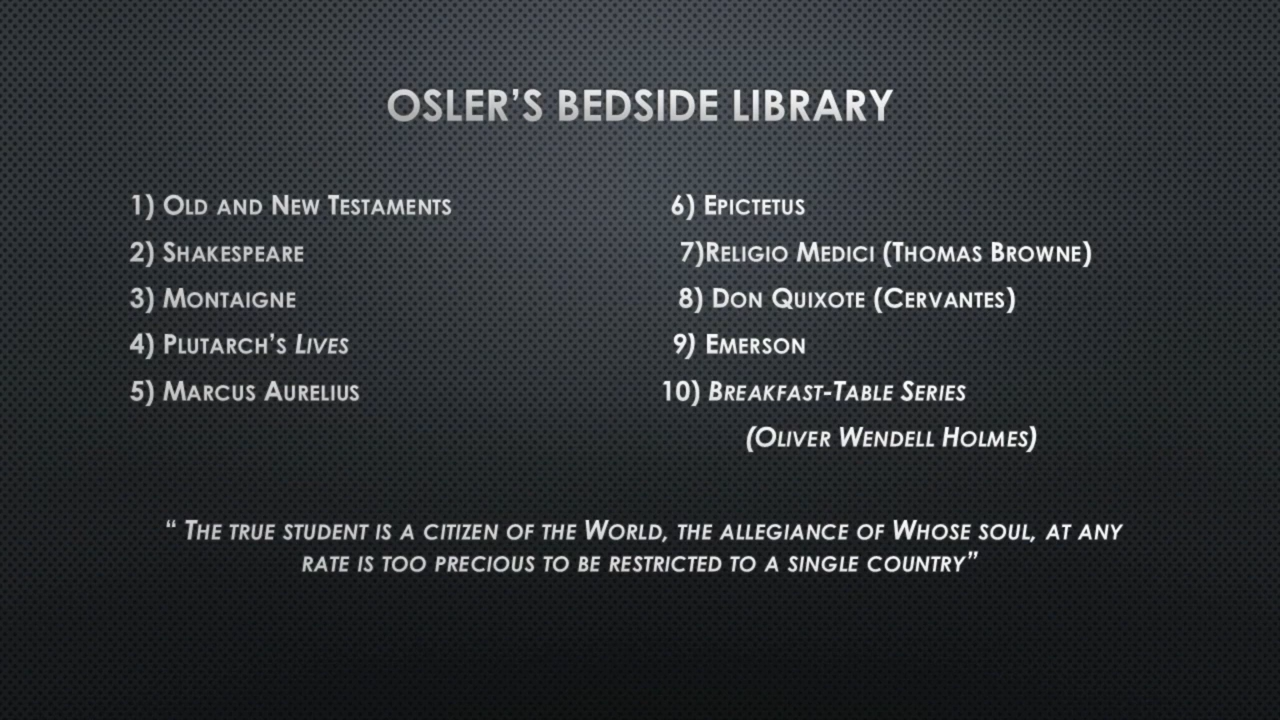 OSLER'S BEDSIDE LIBRARY
1) OLD AND NEW TESTAMENTS
2) SHAKESPEARE
3) MONTAIGNE
4) PLUTARCH'S LIVES
5) MARCUS AURELIUS
6) EPICTETUS
7)RELIGIO MEDICI (THOMAS BROWNE)
8) DON QUIXOTE (CERVANTES)
9) EMERSON
10) BREAKFAST-TABLE SERIES
(OLIVER WENDELL HOLMES)
“ THE TRUE STUDENT IS A CITIZEN OF THE WORLD, THE ALLEGIANCE OF WHOSE SOUL, AT ANY
RATE IS TOO PRECIOUS TO BE RESTRICTED TO A SINGLE COUNTRY”